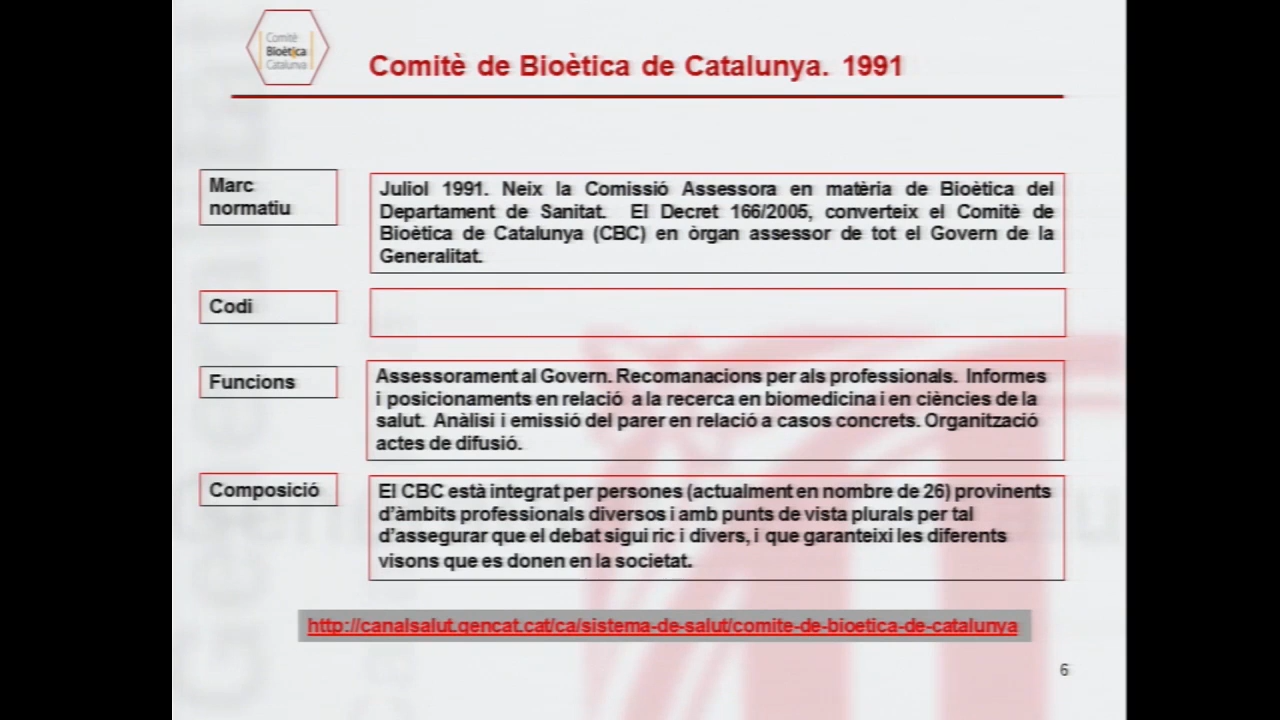 Comitè
Bioètica
Catalunya
Comitè de Bioètica de Catalunya. 1991
Marc
normatiu
Juliol 1991. Neix la Comissió Assessora en matèria de Bioètica del
Departament de Sanitat. El Decret 166/2005, converteix el Comitè de
Bioètica de Catalunya (CBC) en òrgan assessor de tot el Govern de la
Generalitat.
Codi
Funcions
Assessorament al Govern. Recomanacions per als professionals. Informes
i posicionaments en relació a la recerca en biomedicina i en ciències de la
salut. Anàlisi i emissió del parer en relació a casos concrets. Organització
actes de difusió.
Composició
El CBC està integrat per persones (actualment en nombre de 26) provinents
d'àmbits professionals diversos i amb punts de vista plurals per tal
d'assegurar que el debat sigui ric i divers, i que garanteixi les diferents
visons que es donen en la societat.
http://canalsalut.gencat.cat/ca/sistema-de-salut/comite-de-bioetica-de-catalunya
6